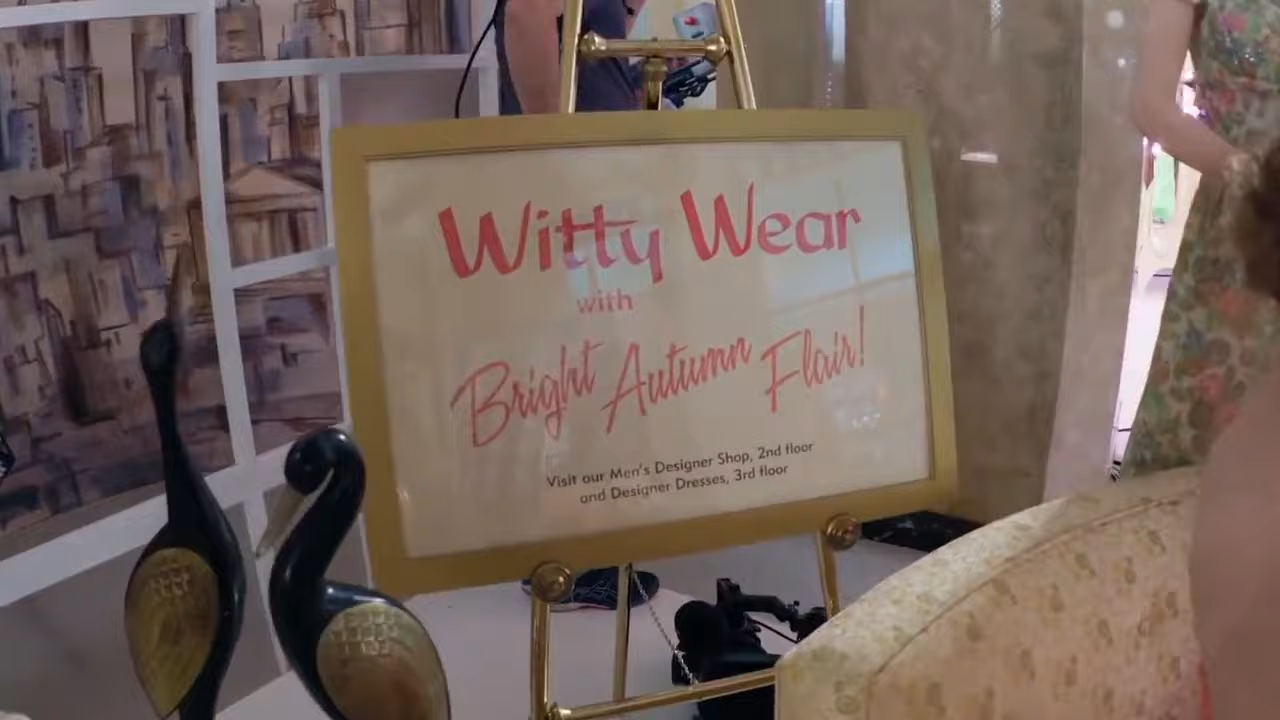 Witty Wear
with
Bright Autumn Flair!
Visit our Men's Designer Shop, 2nd floor
and Designer Dresses, 3rd floor